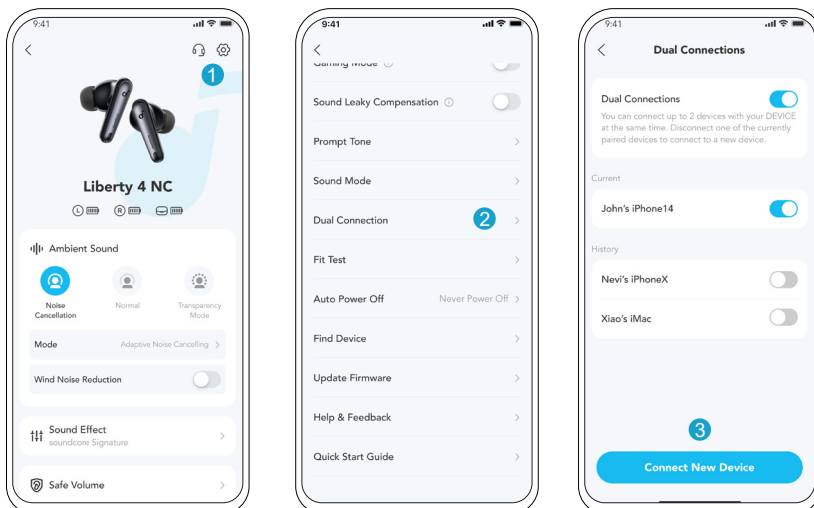 9:41
1
Liberty 4 NC
L
R
Ambient Sound
Noise
Cancellation
Normal
Transparency
Mode
Mode
Adaptive Noise Cancelling
Wind Noise Reduction
Sound Effect
soundcore Signature
Safe Volume
9:41
Gaming Mode
Sound Leaky Compensation
Prompt Tone
Sound Mode
Dual Connection
2
Fit Test
Auto Power Off
Never Power Off
Find Device
Update Firmware
Help & Feedback
Quick Start Guide
9:41
Dual Connections
Dual Connections
You can connect up to 2 devices with your DEVICE
at the same time. Disconnect one of the currently
paired devices to connect to a new device.
Current
John's iPhone14
History
Nevi's iPhoneX
Xiao's iMac
3
Connect New Device